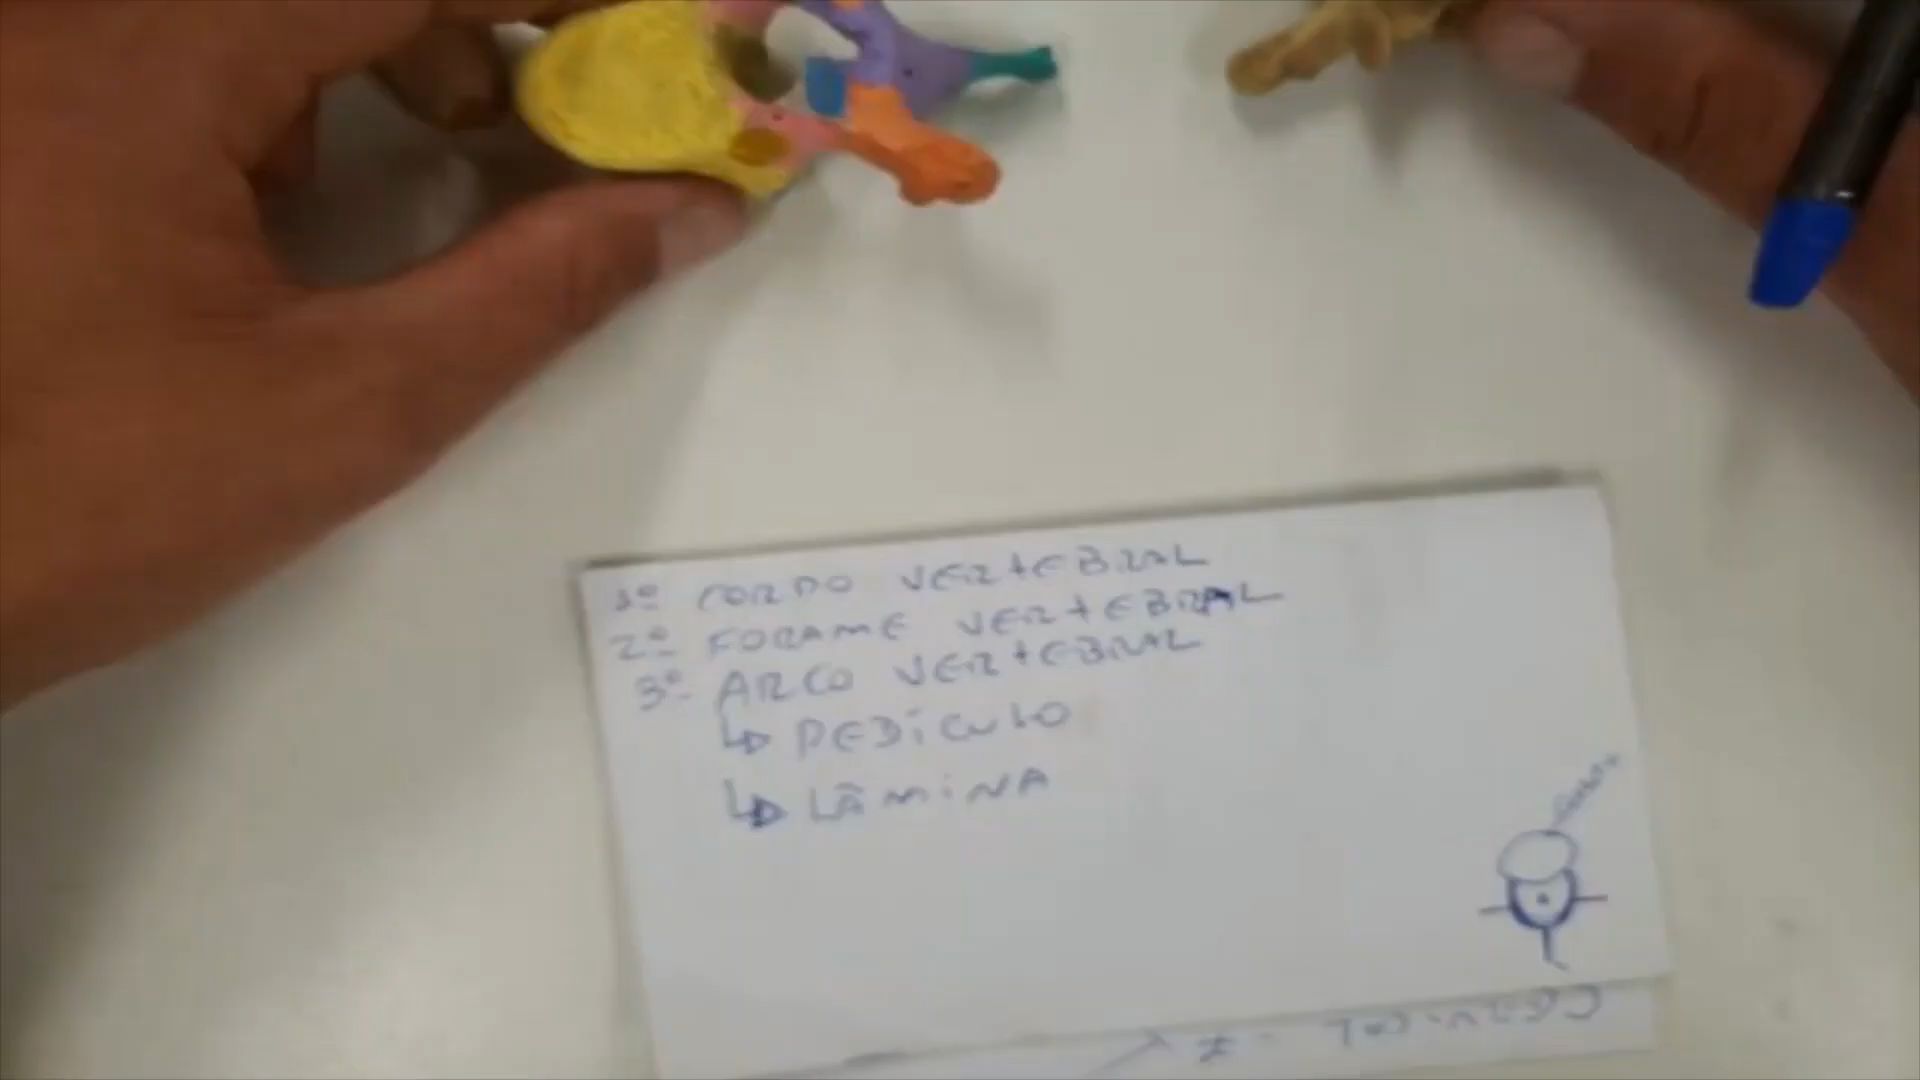 1º CORPO VERTEBRAL
2º FORAME VERTEBRAL
3º- ARCO VERTEBRAL
↳ PEDíCULO
↳ LÂMiNA